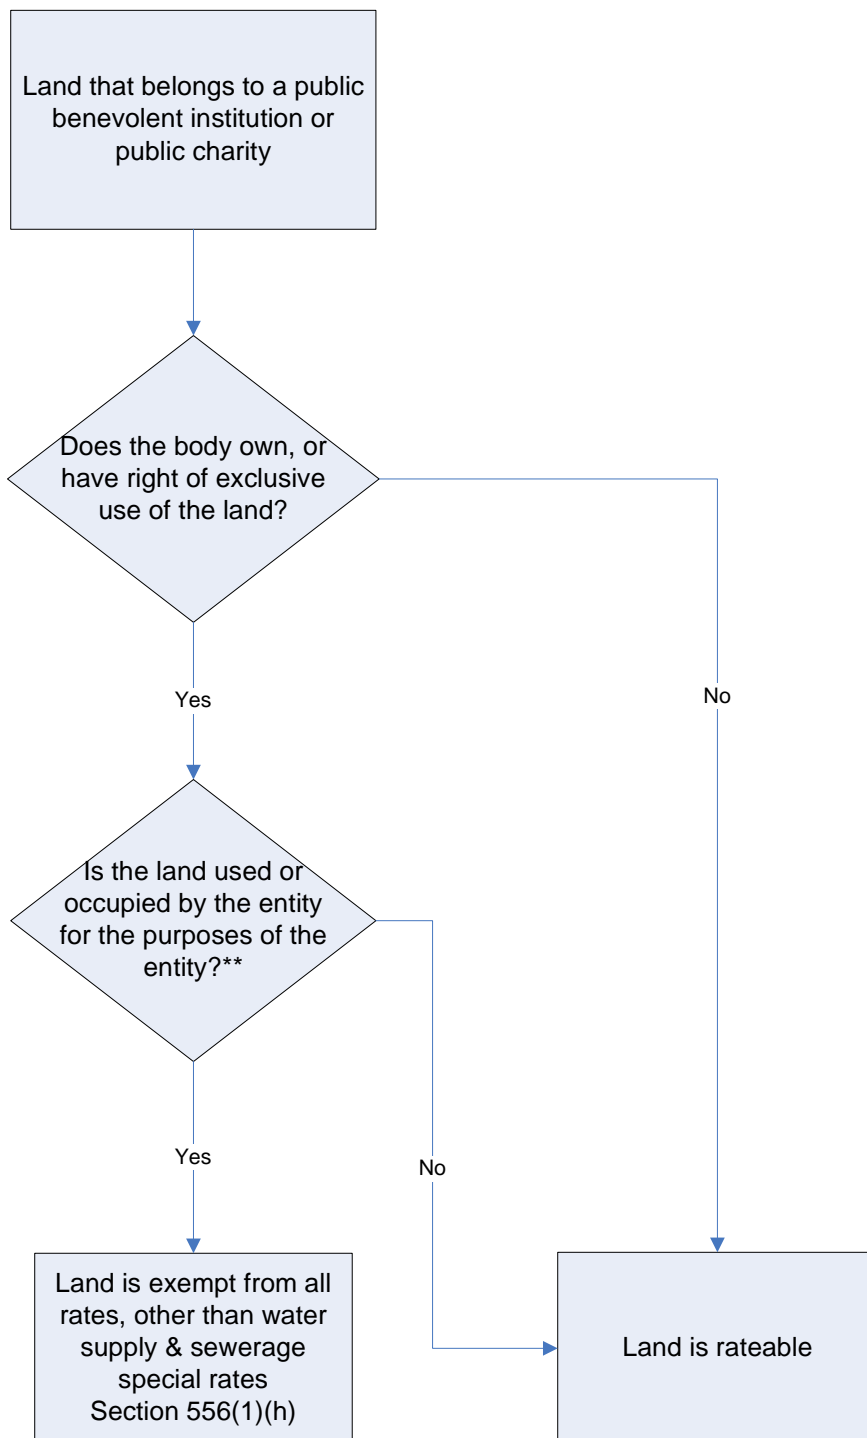 Land that belongs to a public
benevolent institution or
public charity
Does the body own, or
have right of exclusive
use of the land?
Yes
No
Is the land used or
occupied by the entity
for the purposes of the
entity?**
Yes
No
Land is exempt from all
rates, other than water
supply & sewerage
special rates
Section 556(1)(h)
Land is rateable